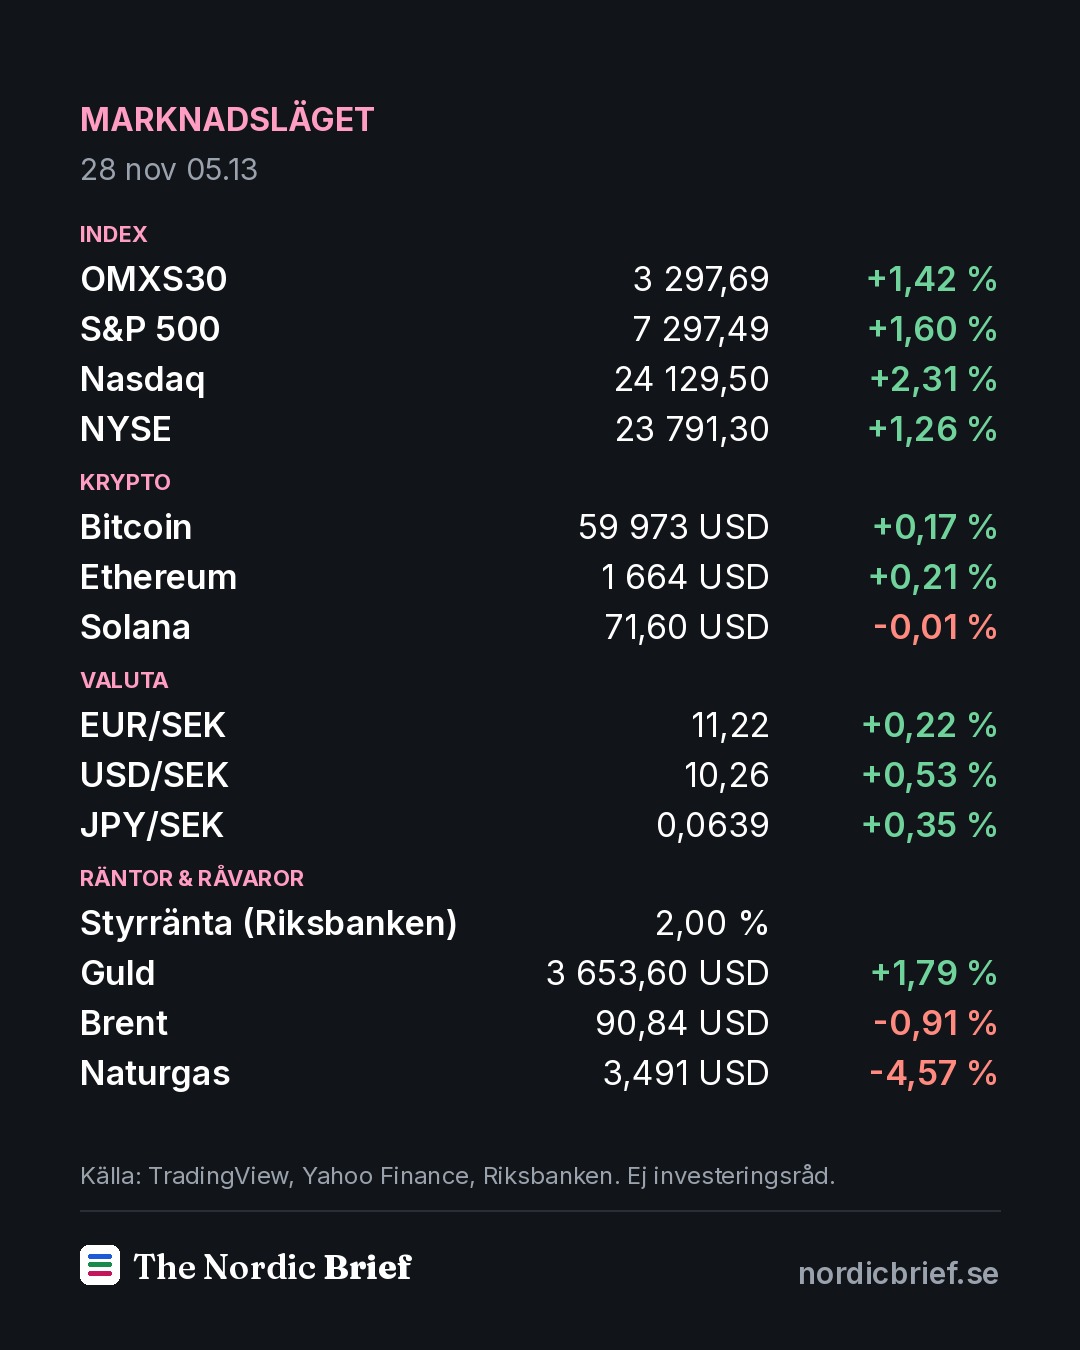 MARKNADSLÄGET
28 nov 05.13
INDEX
OMXS30 3 297,69 +1,42 %
S&P 500 7 297,49 +1,60 %
Nasdaq 24 129,50 +2,31 %
NYSE 23 791,30 +1,26 %
KRYPTO
Bitcoin 59 973 USD +0,17 %
Ethereum 1 664 USD +0,21 %
Solana 71,60 USD -0,01 %
VALUTA
EUR/SEK 11,22 +0,22 %
USD/SEK 10,26 +0,53 %
JPY/SEK 0,0639 +0,35 %
RÄNTOR & RÅVAROR
Styrränta (Riksbanken) 2,00 %
Guld 3 653,60 USD +1,79 %
Brent 90,84 USD -0,91 %
Naturgas 3,491 USD -4,57 %
Källa: TradingView, Yahoo Finance, Riksbanken. Ej investeringsråd.
The Nordic Brief nordicbrief.se